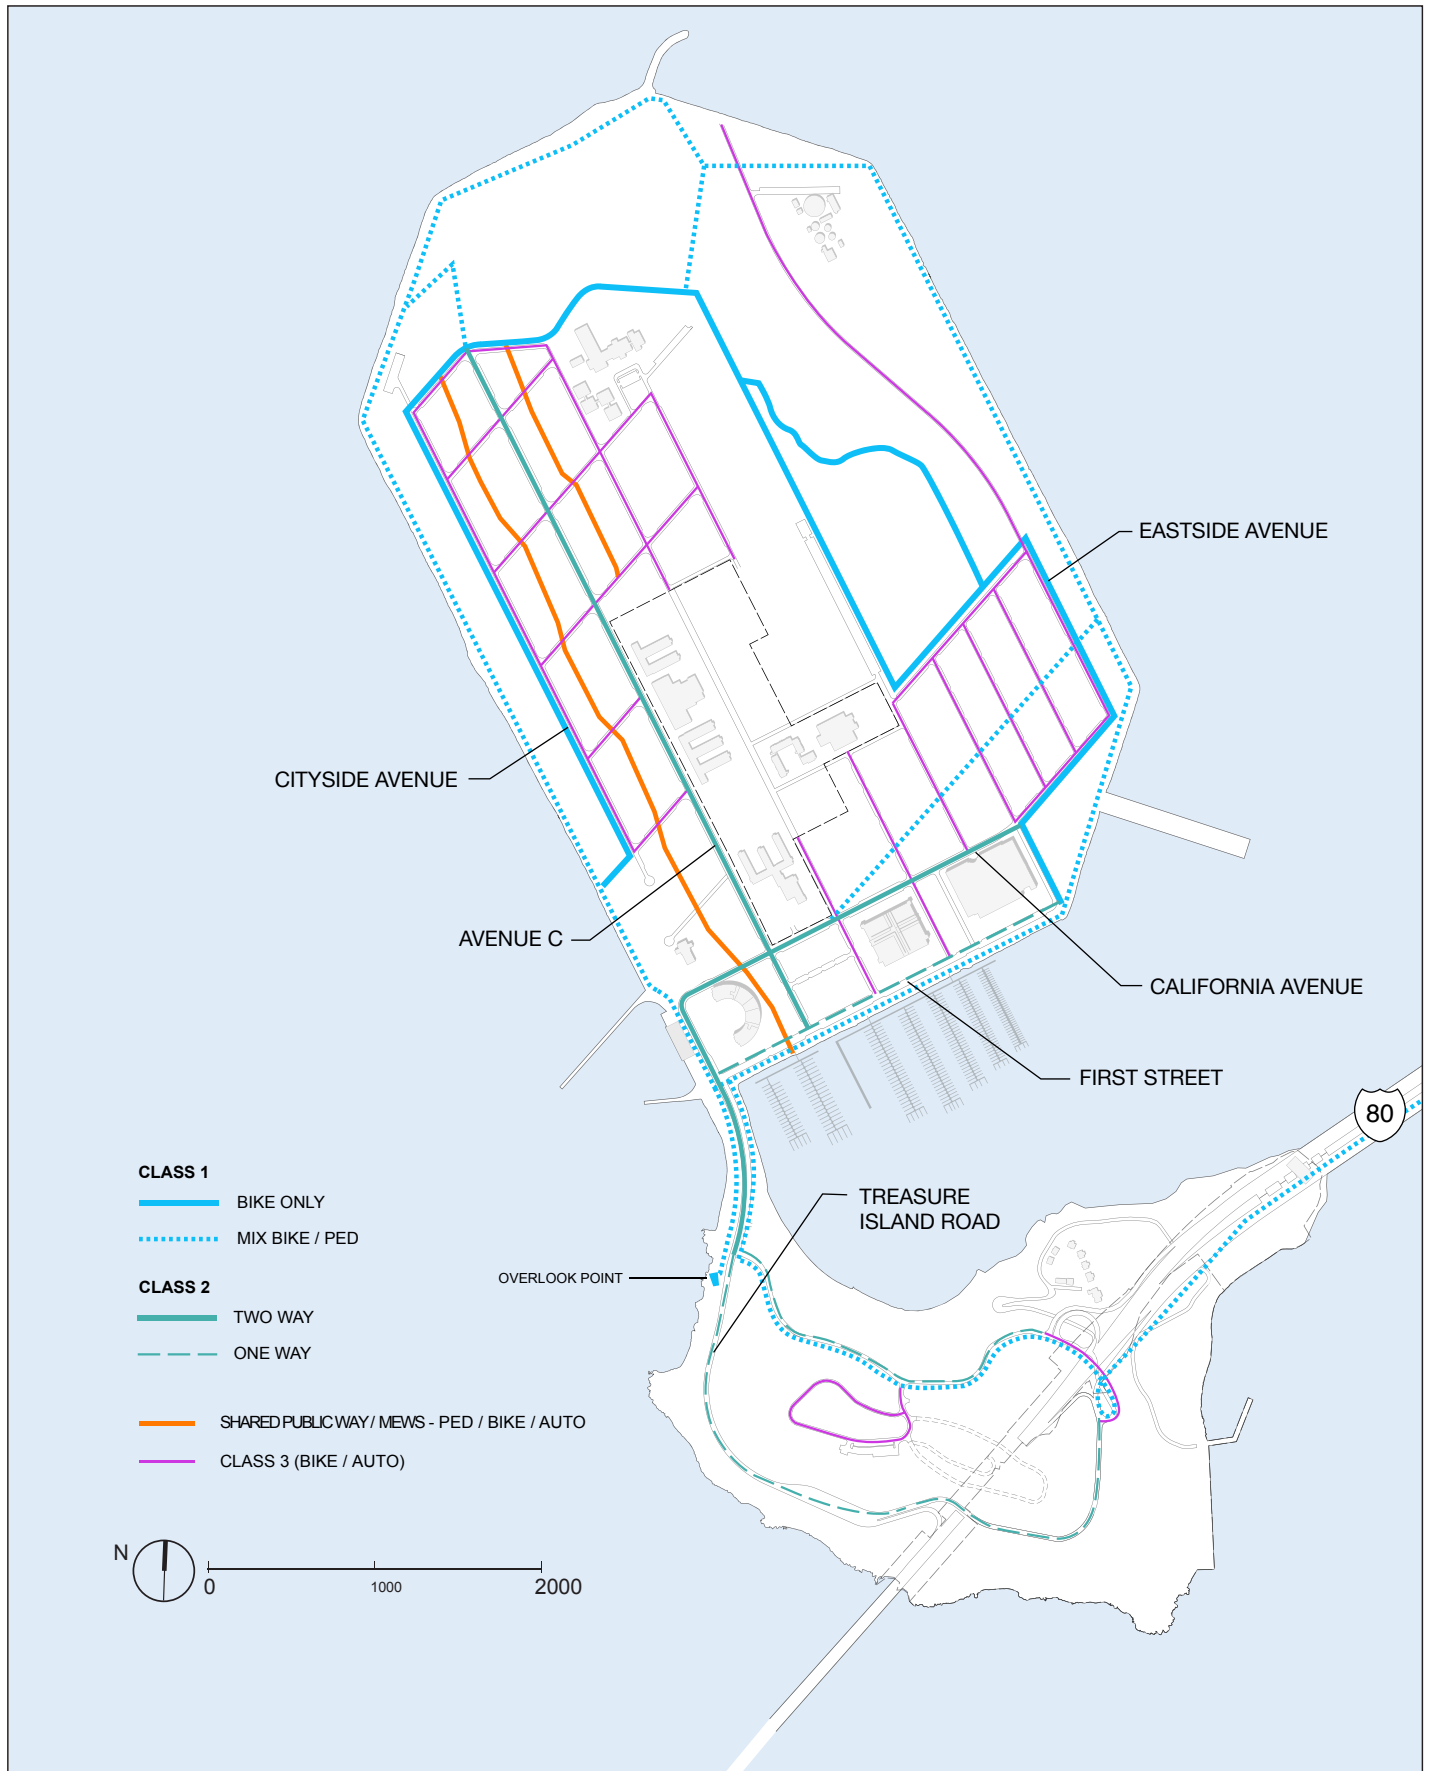 EASTSIDE AVENUE
CITYSIDE AVENUE
AVENUE C
CALIFORNIA AVENUE
FIRST STREET
80
CLASS 1
BIKE ONLY
MIX BIKE / PED
TREASURE
ISLAND ROAD
OVERLOOK POINT
CLASS 2
TWO WAY
ONE WAY
SHARED PUBLIC WAY / MEWS - PED / BIKE / AUTO
CLASS 3 (BIKE / AUTO)
N
0
1000
2000